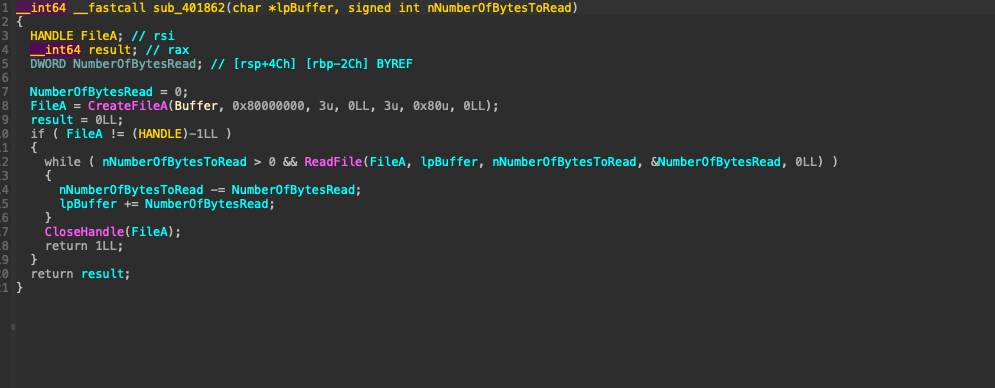 1 __int64 __fastcall sub_401862(char *lpBuffer, signed int nNumberOfBytesToRead)
2 {
3 HANDLE FileA; // rsi
4 __int64 result; // rax
5 DWORD NumberOfBytesRead; // [rsp+4Ch] [rbp-2Ch] BYREF
6
7 NumberOfBytesRead = 0;
8 FileA = CreateFileA(Buffer, 0x80000000, 3u, 0LL, 3u, 0x80u, 0LL);
9 result = 0LL;
10 if ( FileA != (HANDLE)-1LL )
11 {
12 while ( nNumberOfBytesToRead > 0 && ReadFile(FileA, lpBuffer, nNumberOfBytesToRead, &NumberOfBytesRead, 0LL) )
13 {
14 nNumberOfBytesToRead -= NumberOfBytesRead;
15 lpBuffer += NumberOfBytesRead;
16 }
17 CloseHandle(FileA);
18 return 1LL;
19 }
20 return result;
21 }